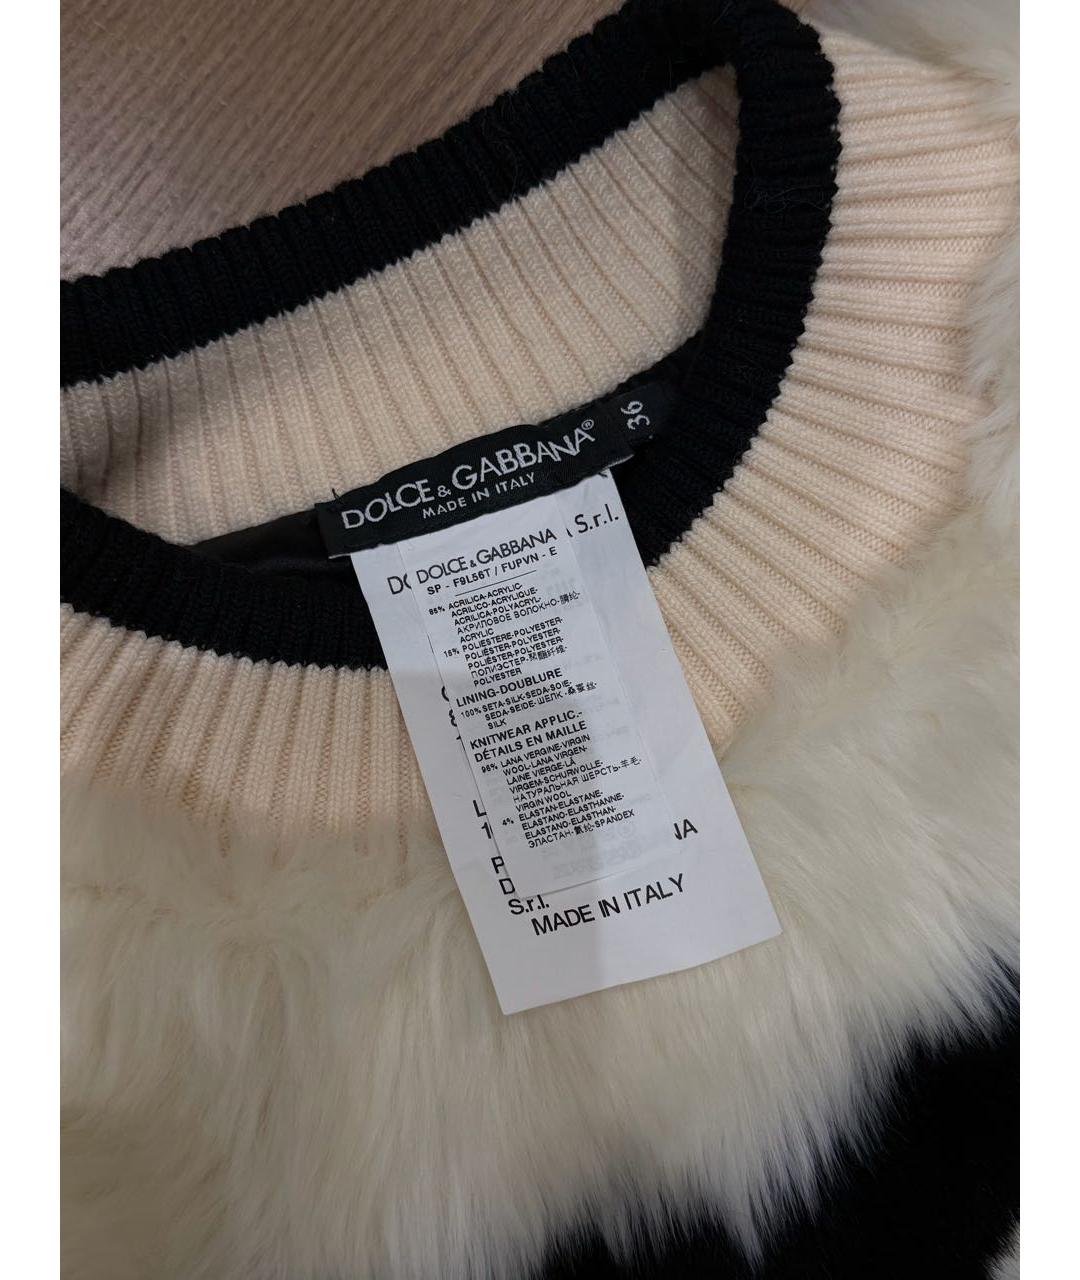 DOLCE & GABBANA®
MADE IN ITALY
36
DOLCE & GABBANA
S.r.l.
SP - F9L56T / FUPVN - E
85% ACRILICA-ACRYLIC-
ACRILICO-ACRYLIQUE-
ACRILICA-POLYACRYL-
АКРИЛОВОЕ ВОЛОКНО-腈纶-
ACRYLIC
15% POLIESTERE-POLYESTER-
POLIÉSTER-POLYESTER-
POLIÉSTER-POLYESTER-
ПОЛИЭСТЕР-聚酯纤维-
POLYESTER
LINING-DOUBLURE
100% SETA-SILK-SEDA-SOIE-
SEDA-SEIDE-ШЕЛК-桑蚕丝-
SILK
KNITWEAR APPLIC.-
DÉTAILS EN MAILLE
96% LANA VERGINE-VIRGIN
WOOL-LANA VIRGEN-
LAINE VIERGE-LÃ
VIRGEM-SCHURWOLLE-
НАТУРАЛЬНАЯ ШЕРСТЬ-羊毛-
VIRGIN WOOL
4% ELASTAN-ELASTANE-
ELASTANO-ELASTHANNE-
ELASTANO-ELASTHAN-
ЭЛАСТАН-氨纶-SPANDEX
S.r.l.
MADE IN ITALY